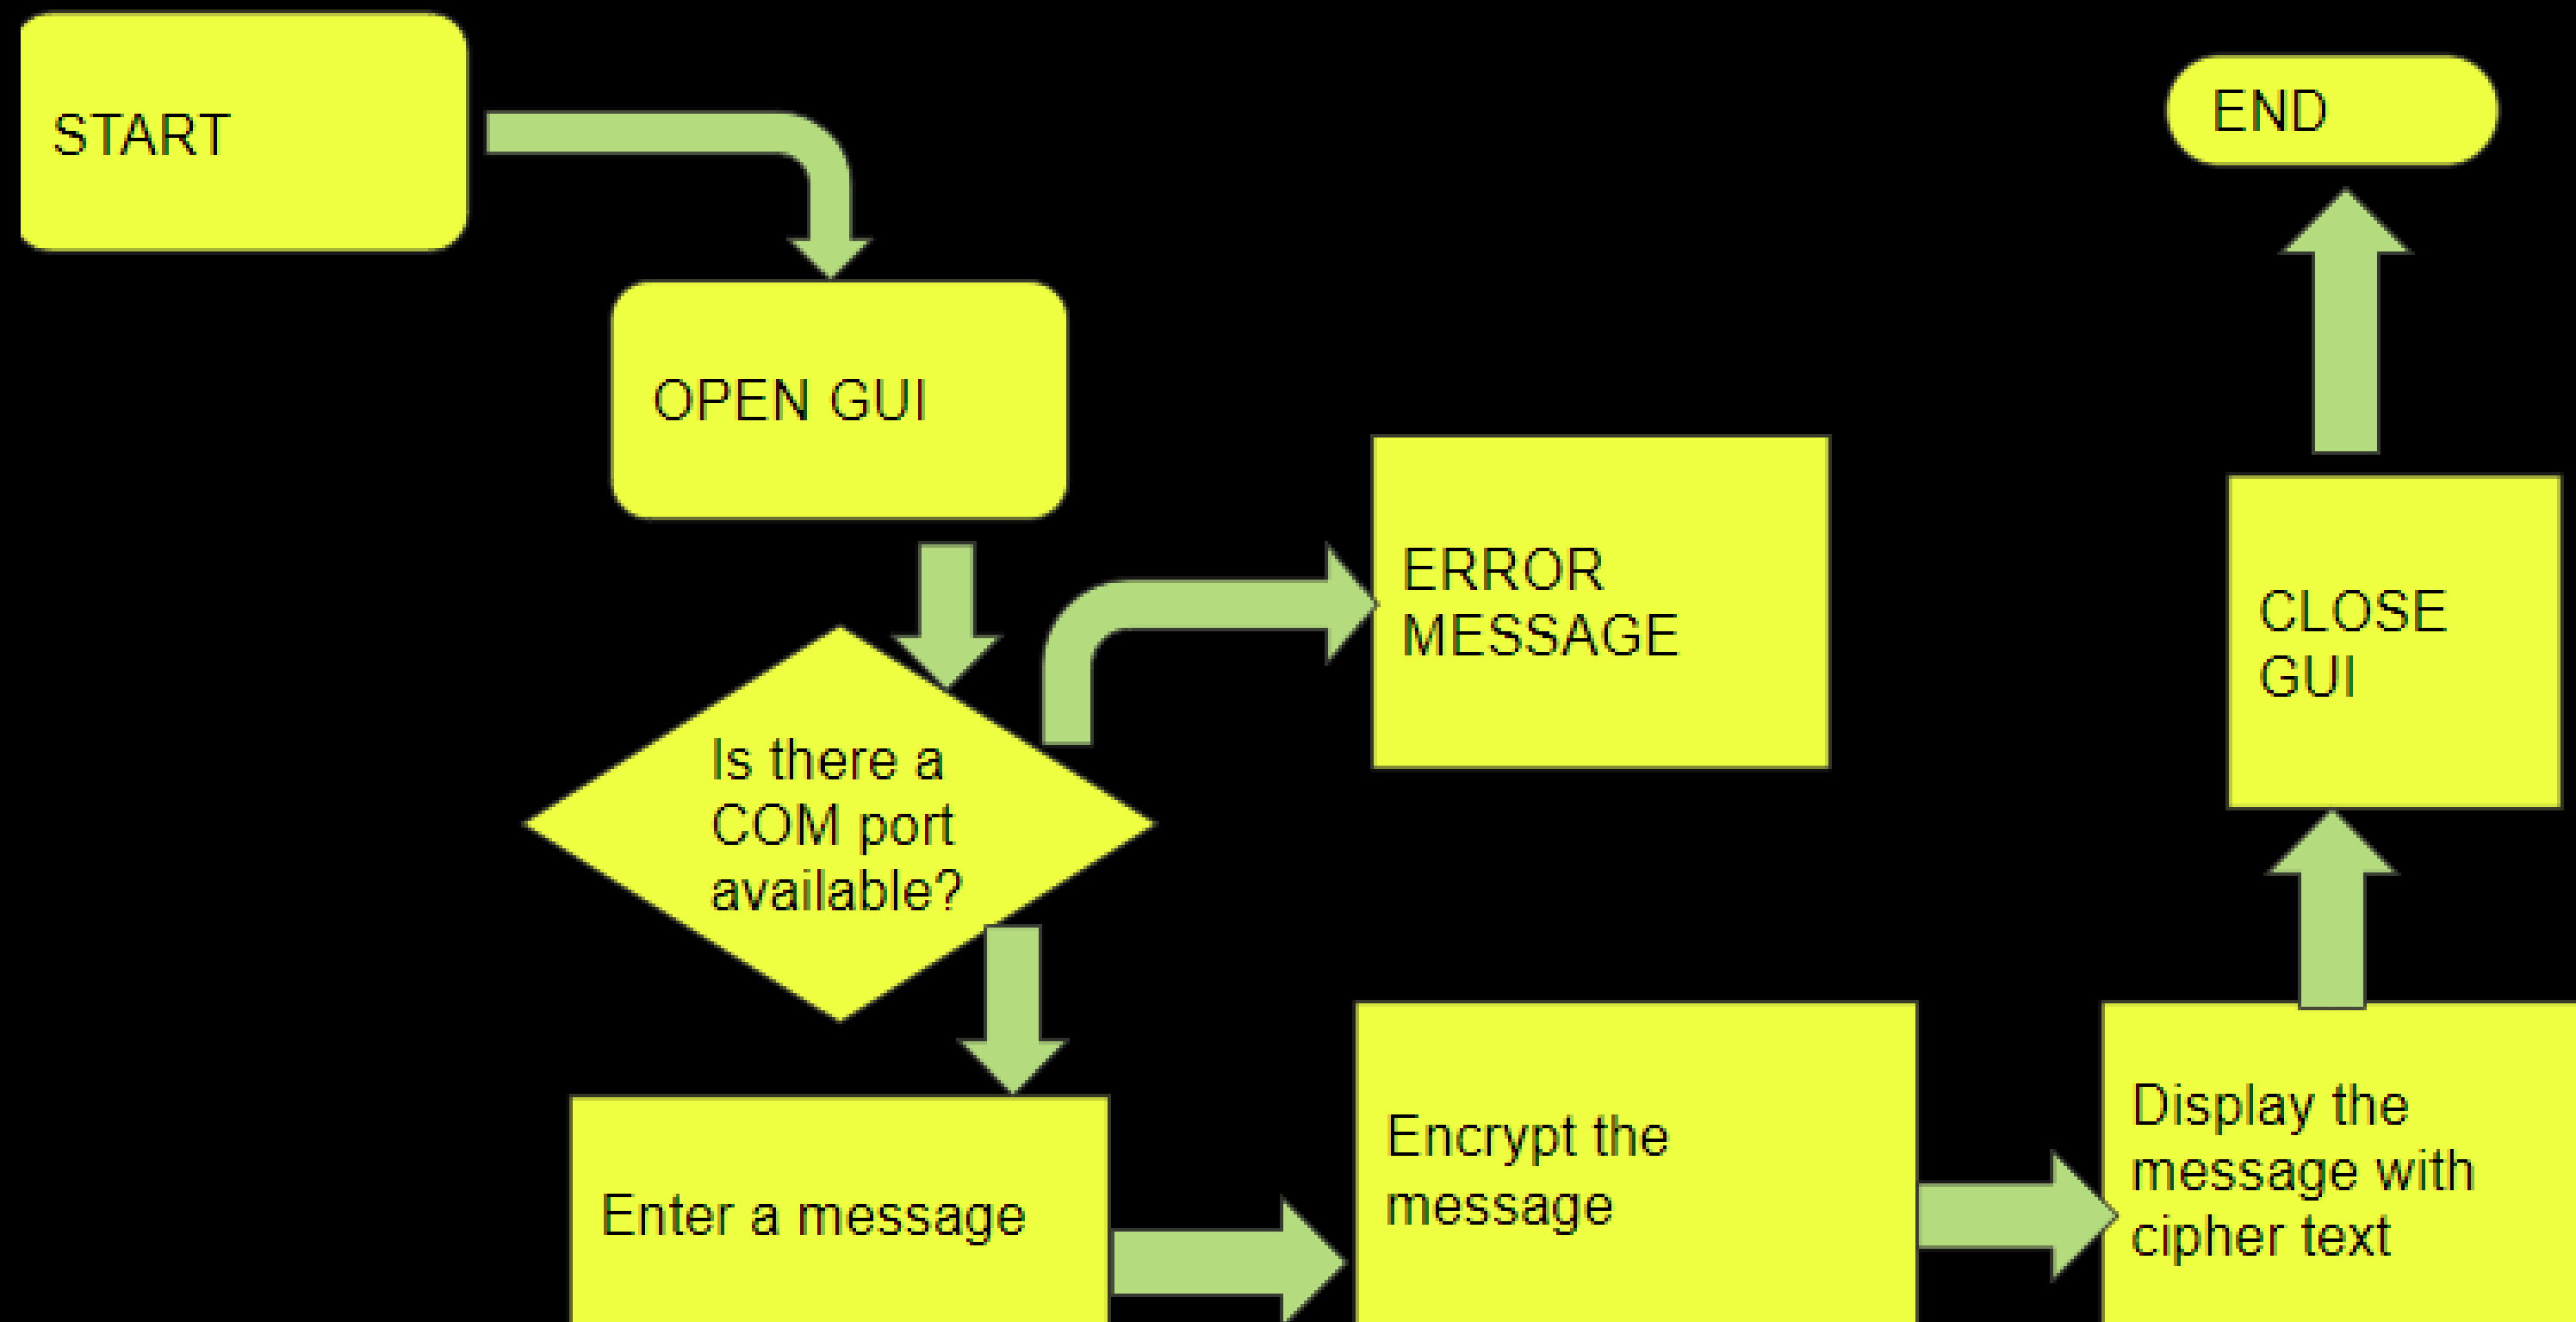 START
OPEN GUI
Is there a
COM port
available?
ERROR
MESSAGE
Enter a message
Encrypt the
message
Display the
message with
cipher text
CLOSE
GUI
END